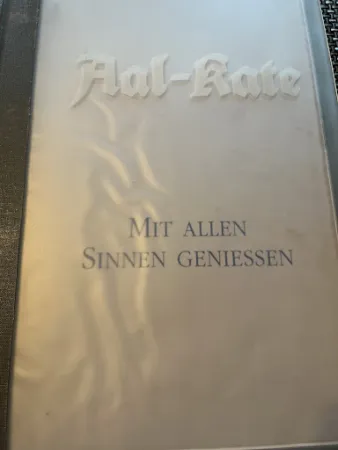 Aal-Kate
MIT ALLEN
SINNEN GENIESSEN